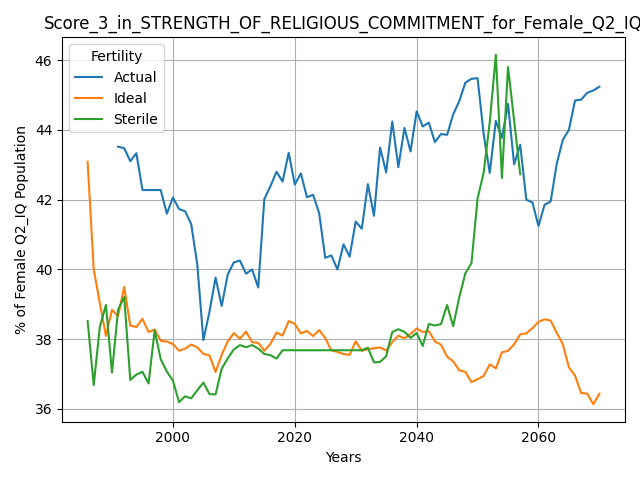 Score_3_in_STRENGTH_OF_RELIGIOUS_COMMITMENT_for_Female_Q2_IQ
Fertility
Actual
Ideal
Sterile
% of Female Q2_IQ Population
46
44
42
40
38
36
2000
2020
2040
2060
Years